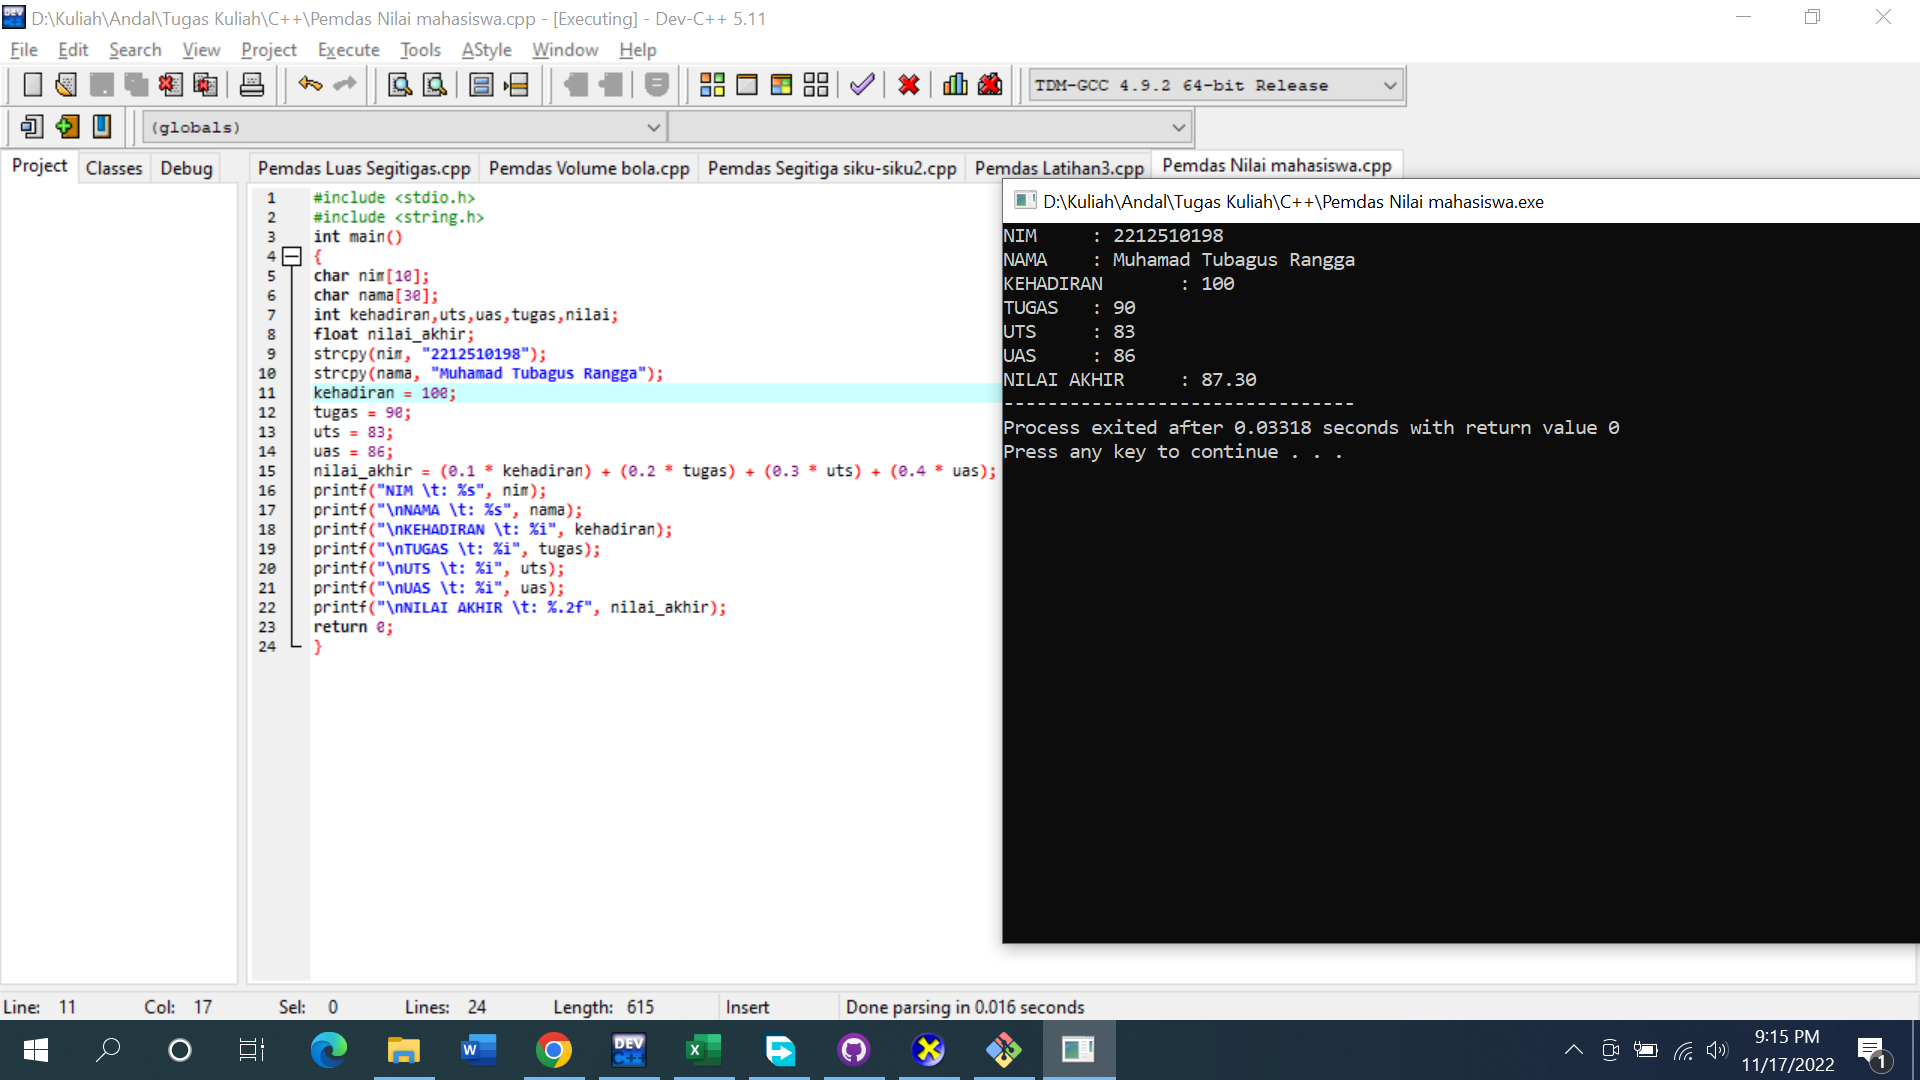 D:\Kuliah\Andal\Tugas Kuliah\C++\Pemdas Nilai mahasiswa.cpp - [Executing] - Dev-C++ 5.11
File Edit Search View Project Execute Tools AStyle Window Help
TDM-GCC 4.9.2 64-bit Release
(globals)
Project Classes Debug
Pemdas Luas Segitigas.cpp Pemdas Volume bola.cpp Pemdas Segitiga siku-siku2.cpp Pemdas Latihan3.cpp Pemdas Nilai mahasiswa.cpp
1 #include <stdio.h>
2 #include <string.h>
3 int main()
4 {
5 char nim[10];
6 char nama[30];
7 int kehadiran,uts,uas,tugas,nilai;
8 float nilai_akhir;
9 strcpy(nim, "2212510198");
10 strcpy(nama, "Muhamad Tubagus Rangga");
11 kehadiran = 100;
12 tugas = 90;
13 uts = 83;
14 uas = 86;
15 nilai_akhir = (0.1 * kehadiran) + (0.2 * tugas) + (0.3 * uts) + (0.4 * uas);
16 printf("NIM \t: %s", nim);
17 printf("\nNAMA \t: %s", nama);
18 printf("\nKEHADIRAN \t: %i", kehadiran);
19 printf("\nTUGAS \t: %i", tugas);
20 printf("\nUTS \t: %i", uts);
21 printf("\nUAS \t: %i", uas);
22 printf("\nNILAI AKHIR \t: %.2f", nilai_akhir);
23 return 0;
24 }
D:\Kuliah\Andal\Tugas Kuliah\C++\Pemdas Nilai mahasiswa.exe
NIM : 2212510198
NAMA : Muhamad Tubagus Rangga
KEHADIRAN : 100
TUGAS : 90
UTS : 83
UAS : 86
NILAI AKHIR : 87.30
--------------------------------
Process exited after 0.03318 seconds with return value 0
Press any key to continue . . .
Line: 11 Col: 17 Sel: 0 Lines: 24 Length: 615 Insert Done parsing in 0.016 seconds
DEV C++
9:15 PM
11/17/2022
1